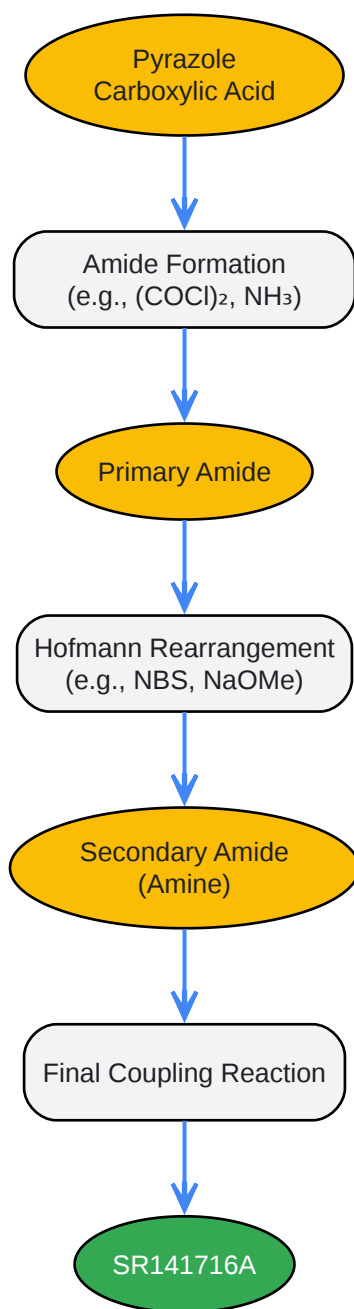 Pyrazole
Carboxylic Acid
Amide Formation
(e.g., (COCl)₂, NH₃)
Primary Amide
Hofmann Rearrangement
(e.g., NBS, NaOMe)
Secondary Amide
(Amine)
Final Coupling Reaction
SR141716A